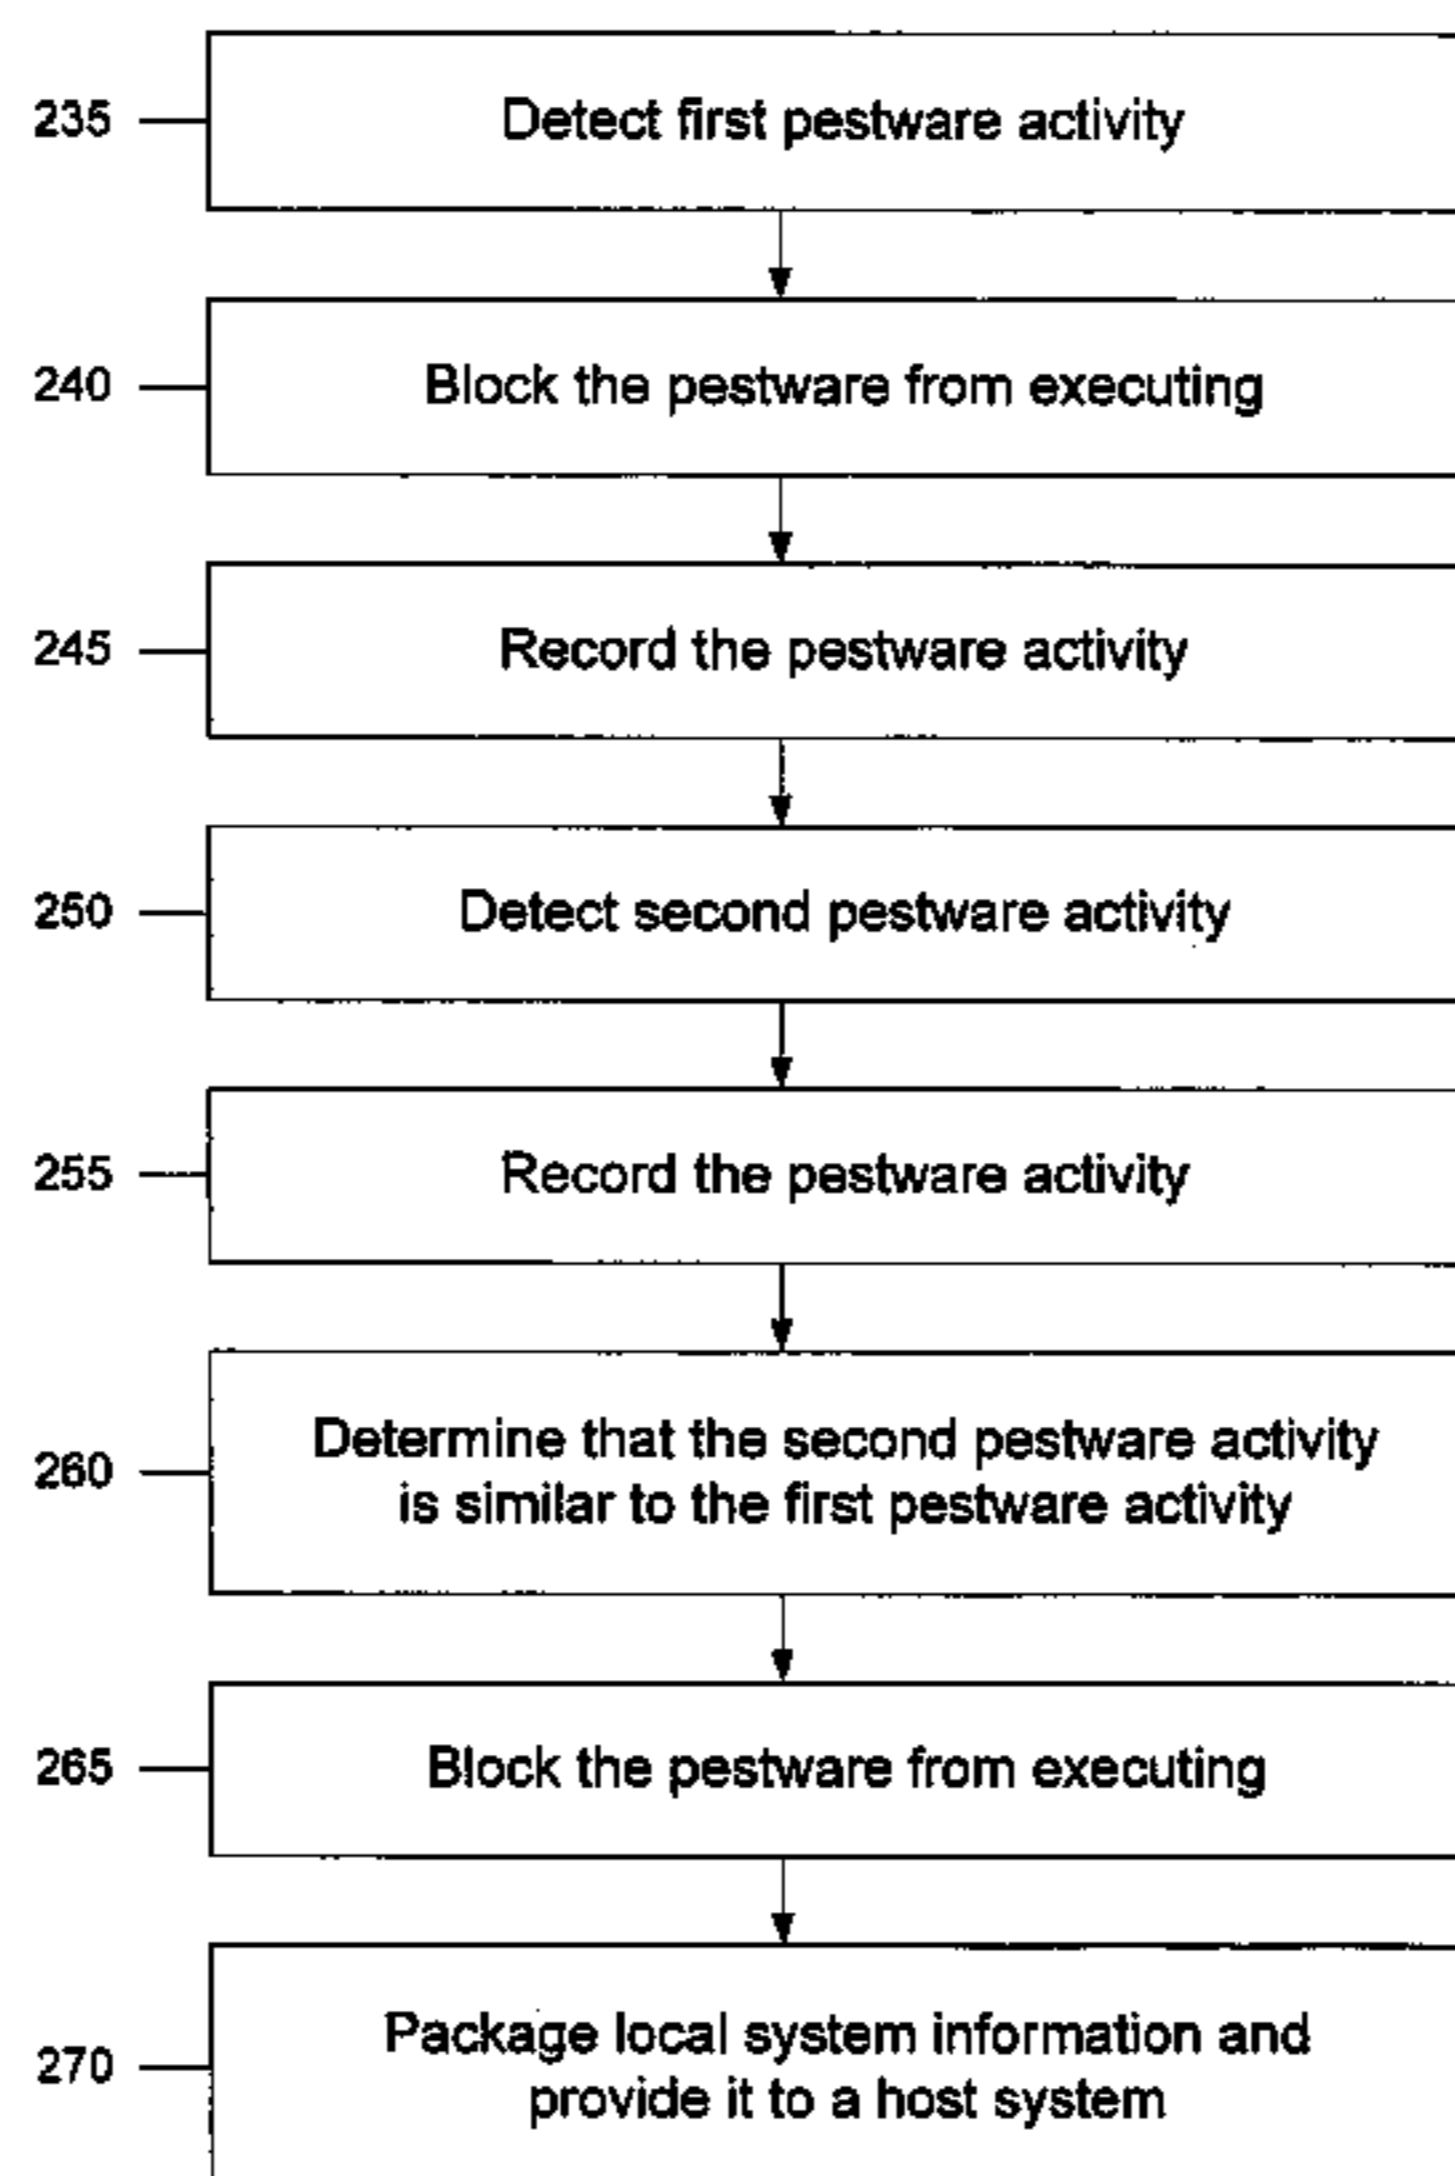 235 Detect first pestware activity
240 Block the pestware from executing
245 Record the pestware activity
250 Detect second pestware activity
255 Record the pestware activity
260 Determine that the second pestware activity
is similar to the first pestware activity
265 Block the pestware from executing
270 Package local system information and
provide it to a host system